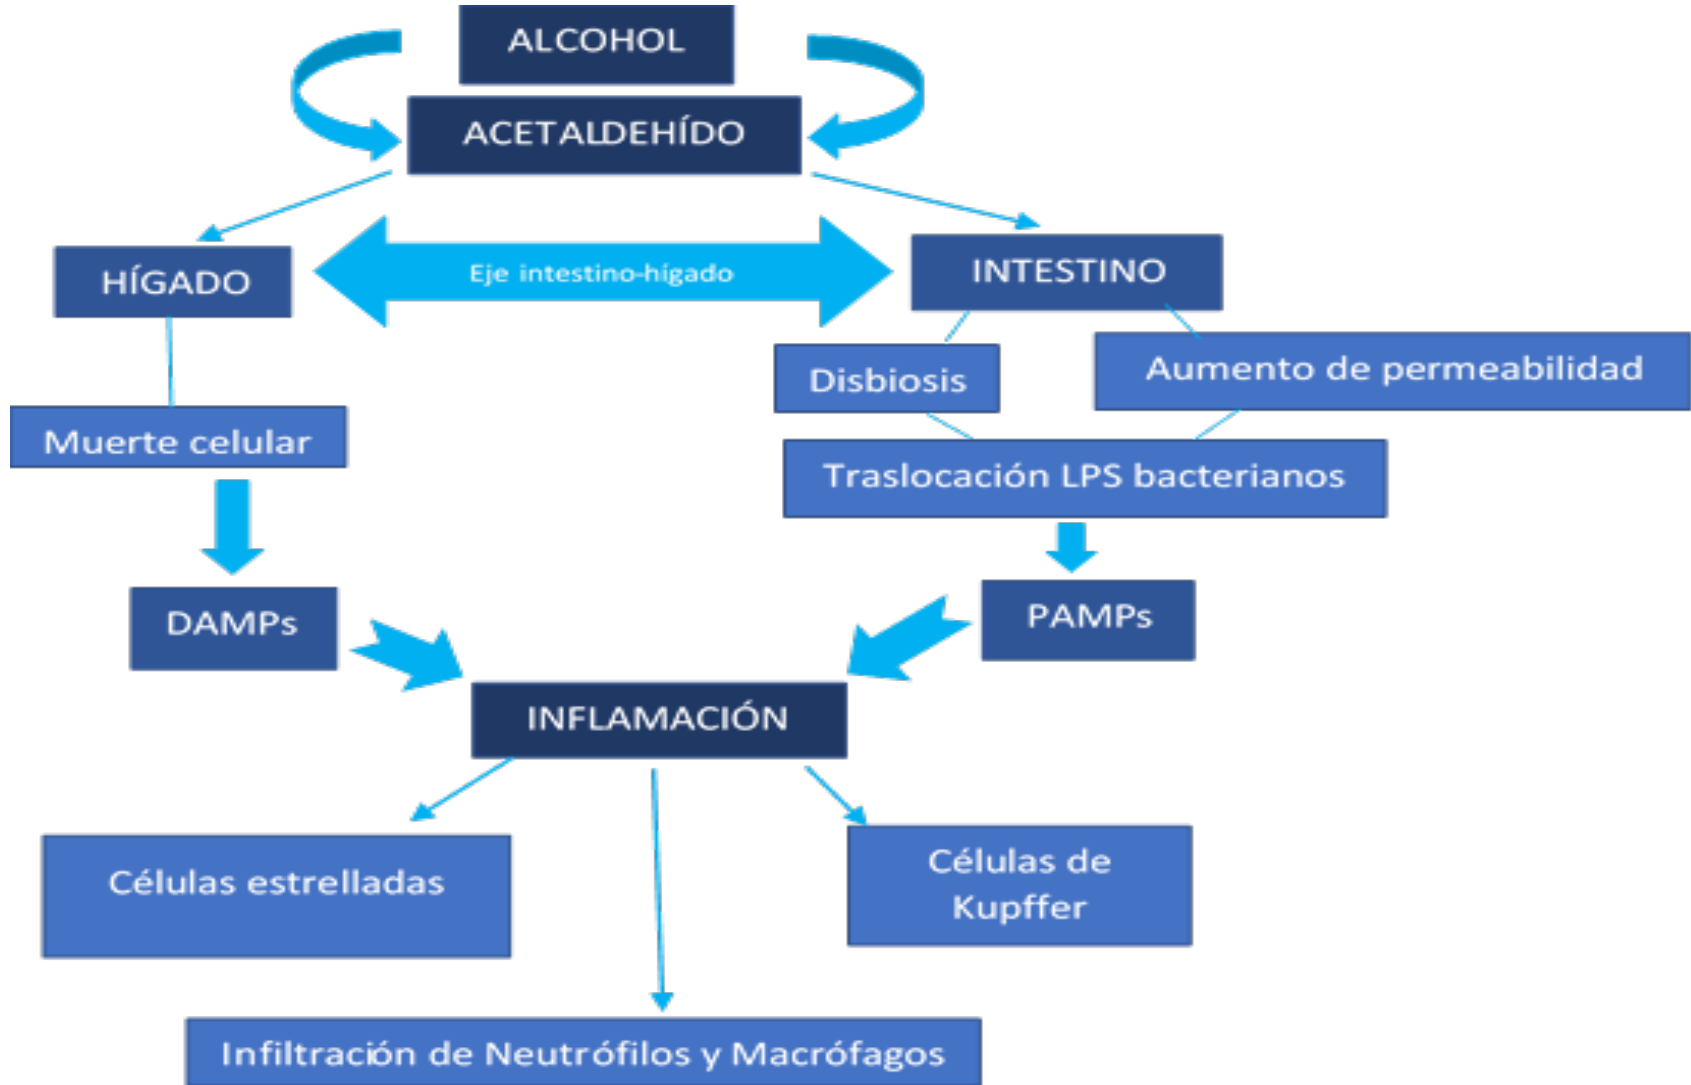 ALCOHOL
ACETALDEHÍDO
HÍGADO
Eje intestino-hígado
INTESTINO
Disbiosis
Aumento de permeabilidad
Muerte celular
Traslocación LPS bacterianos
DAMPs
PAMPs
INFLAMACIÓN
Células estrelladas
Células de
Kupffer
Infiltración de Neutrófilos y Macrófagos